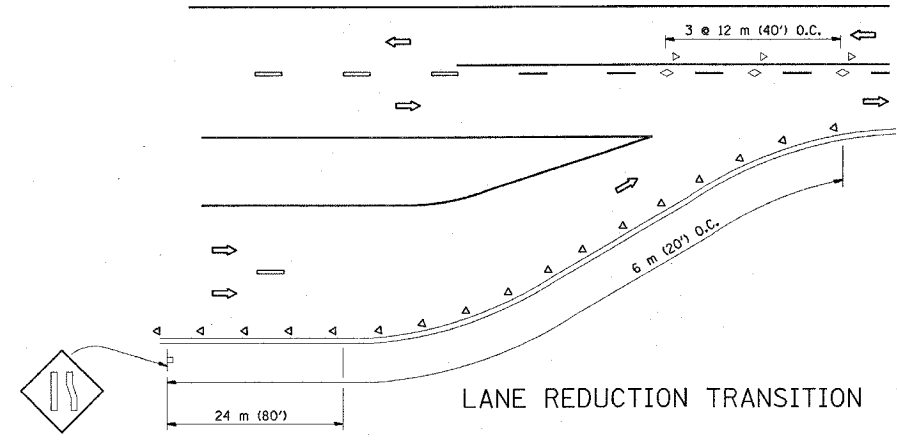 3 @ 12 m (40') O.C.
6 m (20') O.C.
24 m (80')
LANE REDUCTION TRANSITION